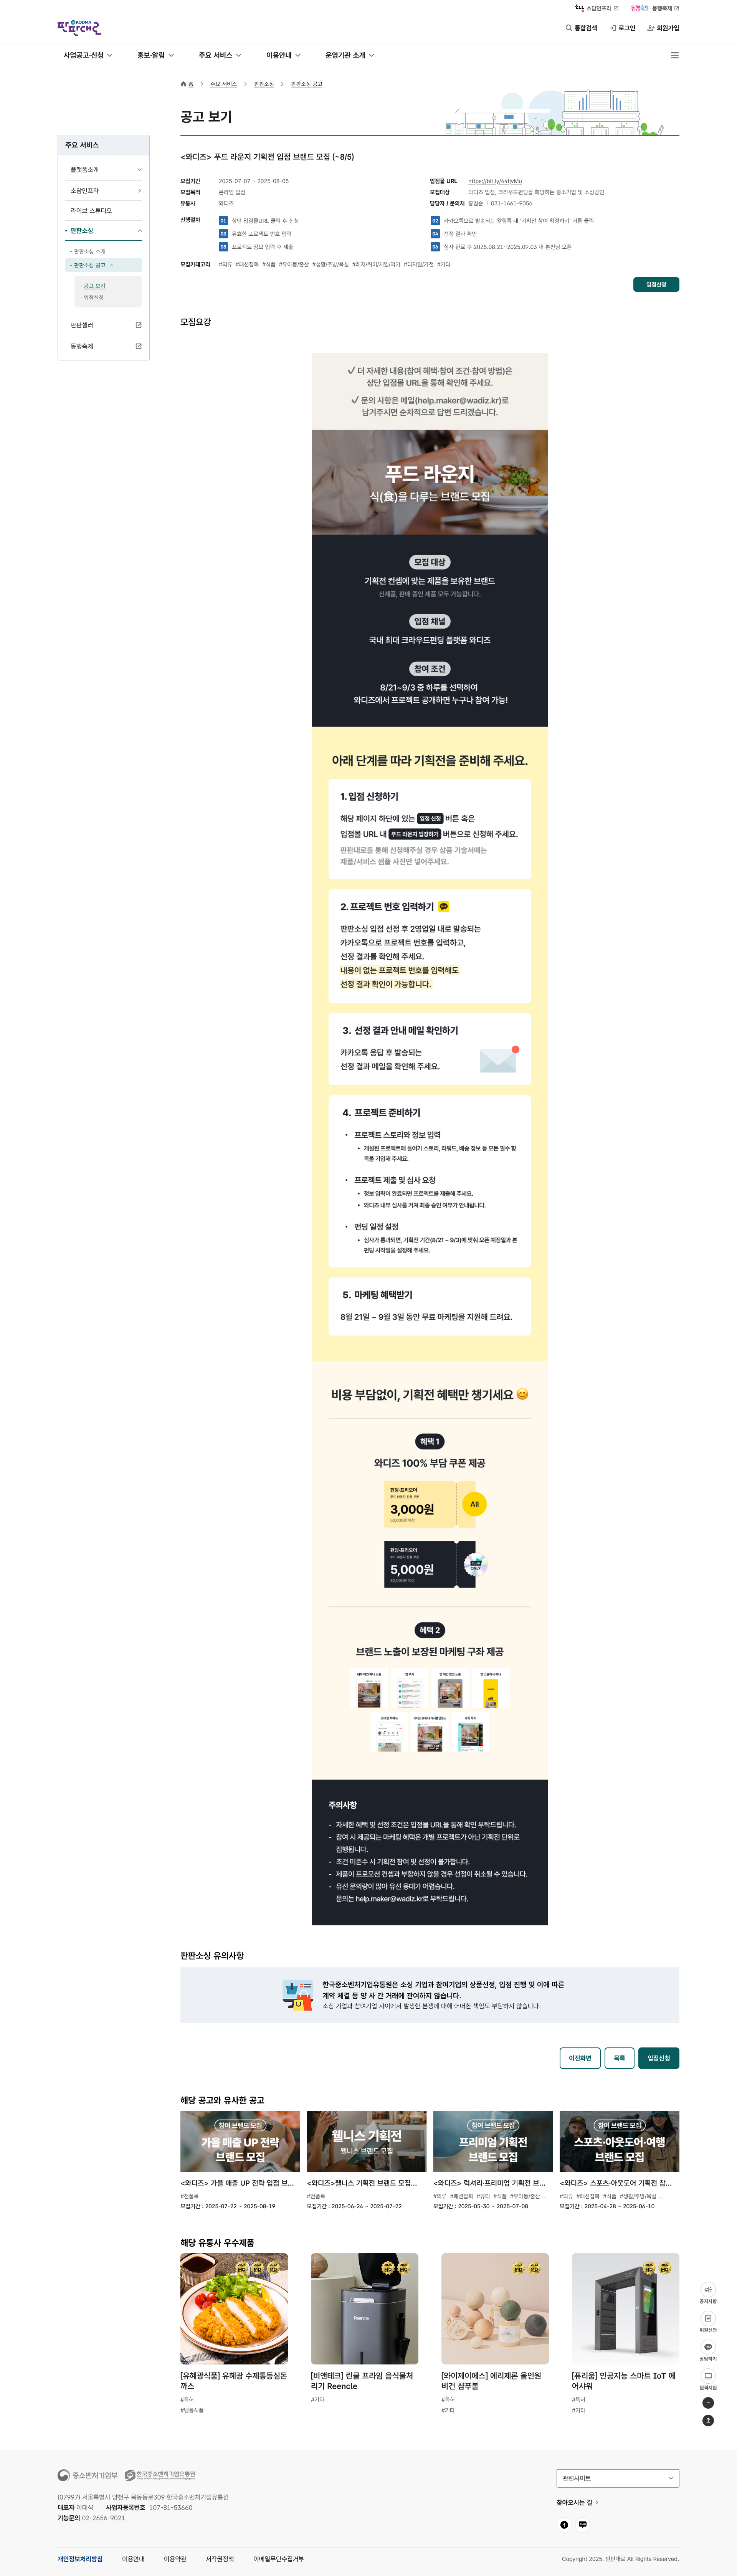 소담인프라 동행축제
KODMA
판판대로
통합검색 로그인 회원가입
사업공고·신청 홍보·알림 주요 서비스 이용안내 운영기관 소개
홈 주요 서비스 판판소싱 판판소싱 공고
공고 보기
주요 서비스
플랫폼소개
소담인프라
라이브 스튜디오
판판소싱
- 판판소싱 소개
- 판판소싱 공고
· 공고 보기
· 입점신청
판판셀러
동행축제
<와디즈> 푸드 라운지 기획전 입점 브랜드 모집 (~8/5)
모집기간 2025-07-07 ~ 2025-08-05 입점몰 URL
모집목적 온라인 입점 모집대상 와디즈 입점, 크라우드펀딩을 희망하는 중소기업 및 소상공인
유통사 와디즈 담당자 / 문의처 홍길순 031-1661-9056
진행절차 01 상단 입점몰URL 클릭 후 신청 02 카카오톡으로 발송되는 알림톡 내 '기획전 참여 확정하기' 버튼 클릭
03 유효한 프로젝트 번호 입력 04 선정 결과 확인
05 프로젝트 정보 입력 후 제출 06 심사 완료 후 2025.08.21~2025.09.03 내 본펀딩 오픈
모집카테고리 #의류 #패션잡화 #식품 #유아동/출산 #생활/주방/욕실 #레저/취미/게임/악기 #디지털/가전 #기타
입점신청
모집요강
✓ 더 자세한 내용(참여 혜택·참여 조건·참여 방법)은
상단 입점몰 URL을 통해 확인해 주세요.
✓ 문의 사항은 메일(help.maker@wadiz.kr)로
남겨주시면 순차적으로 답변 드리겠습니다.
푸드 라운지
식(食)을 다루는 브랜드 모집
모집 대상
기획전 컨셉에 맞는 제품을 보유한 브랜드
신제품, 판매 중인 제품 모두 가능합니다.
입점 채널
국내 최대 크라우드펀딩 플랫폼 와디즈
참여 조건
8/21~9/3 중 하루를 선택하여
와디즈에서 프로젝트 공개하면 누구나 참여 가능!
아래 단계를 따라 기획전을 준비해 주세요.
1. 입점 신청하기
해당 페이지 하단에 있는 입점 신청 버튼 혹은
입점몰 URL 내 푸드 라운지 입장하기 버튼으로 신청해 주세요.
판판대로를 통해 신청해주실 경우 상품 기술서에는
제품/서비스 샘플 사진만 넣어주세요.
2. 프로젝트 번호 입력하기
판판소싱 입점 선정 후 2영업일 내로 발송되는
카카오톡으로 프로젝트 번호를 입력하고,
선정 결과를 확인해 주세요.
내용이 없는 프로젝트 번호를 입력해도
선정 결과 확인이 가능합니다.
3. 선정 결과 안내 메일 확인하기
카카오톡 응답 후 발송되는
선정 결과 메일을 확인해 주세요.
4. 프로젝트 준비하기
• 프로젝트 스토리와 정보 입력
• 개설된 프로젝트에 들어가 스토리, 리워드, 배송 정보 등 모든 필수 항
목을 기입해 주세요.
• 프로젝트 제출 및 심사 요청
• 정보 입력이 완료되면 프로젝트를 제출해 주세요.
• 와디즈 내부 심사를 거쳐 최종 승인 여부가 안내됩니다.
• 펀딩 일정 설정
• 심사가 통과되면, 기획전 기간(8/21 ~ 9/3)에 맞춰 오픈 예정일과 본
펀딩 시작일을 설정해 주세요.
5. 마케팅 혜택받기
8월 21일 ~ 9월 3일 동안 무료 마케팅을 지원해 드려요.
비용 부담없이, 기획전 혜택만 챙기세요
혜택 1
와디즈 100% 부담 쿠폰 제공
펀딩·프리오더
3,000원
All
펀딩·프리오더
5,000원
혜택 2
브랜드 노출이 보장된 마케팅 구좌 제공
주의사항
- 자세한 혜택 및 선정 조건은 입점몰 URL을 통해 확인 부탁드립니다.
- 참여 시 제공되는 마케팅 혜택은 개별 프로젝트가 아닌 기획전 단위로
집행됩니다.
- 조건 미준수 시 기획전 참여 및 선정이 불가합니다.
- 제품이 프로모션 컨셉과 부합하지 않을 경우 선정이 취소될 수 있습니다.
- 유선 문의량이 많아 유선 응대가 어렵습니다.
문의는 help.maker@wadiz.kr로 부탁드립니다.
판판소싱 유의사항
한국중소벤처기업유통원은 소싱 기업과 참여기업의 상품선정, 입점 진행 및 이에 따른
계약 체결 등 양 사 간 거래에 관여하지 않습니다.
소싱 기업과 참여기업 사이에서 발생한 분쟁에 대해 어떠한 책임도 부담하지 않습니다.
이전화면 목록 입점신청
해당 공고와 유사한 공고
참여 브랜드 모집
가을 매출 UP 전략
브랜드 모집
<와디즈> 가을 매출 UP 전략 입점 브...
#전품목
모집기간 : 2025-07-22 ~ 2025-08-19
웰니스 기획전
웰니스 브랜드 모집
<와디즈>웰니스 기획전 브랜드 모집...
#전품목
모집기간 : 2025-06-24 ~ 2025-07-22
참여 브랜드 모집
프리미엄 기획전
브랜드 모집
<와디즈> 럭셔리·프리미엄 기획전 브...
#의류 #패션잡화 #뷰티 #식품 #유아동/출산 ...
모집기간 : 2025-05-30 ~ 2025-07-08
참여 브랜드 모집
스포츠·아웃도어·여행
브랜드 모집
<와디즈> 스포츠·아웃도어 기획전 참...
#의류 #패션잡화 #식품 #생활/주방/욕실 ...
모집기간 : 2025-04-28 ~ 2025-06-10
해당 유통사 우수제품
[유혜광식품] 유혜광 수제통등심돈
까스
#특허
#냉동식품
[비앤테크] 린클 프라임 음식물처
리기 Reencle
#기타
[와이제이에스] 에리제론 올인원
비건 샴푸볼
#특허
#기타
[퓨리움] 인공지능 스마트 IoT 에
어샤워
#특허
#기타
공지사항
위원신청
상담하기
원격지원
중소벤처기업부 한국중소벤처기업유통원
(07997) 서울특별시 양천구 목동동로309 한국중소벤처기업유통원
대표자 이태식 사업자등록번호 107-81-53660
기능문의 02-2656-9021
관련사이트
찾아오시는 길
개인정보처리방침 이용안내 이용약관 저작권정책 이메일무단수집거부
Copyright 2025. 판판대로 All Rights Reserved.